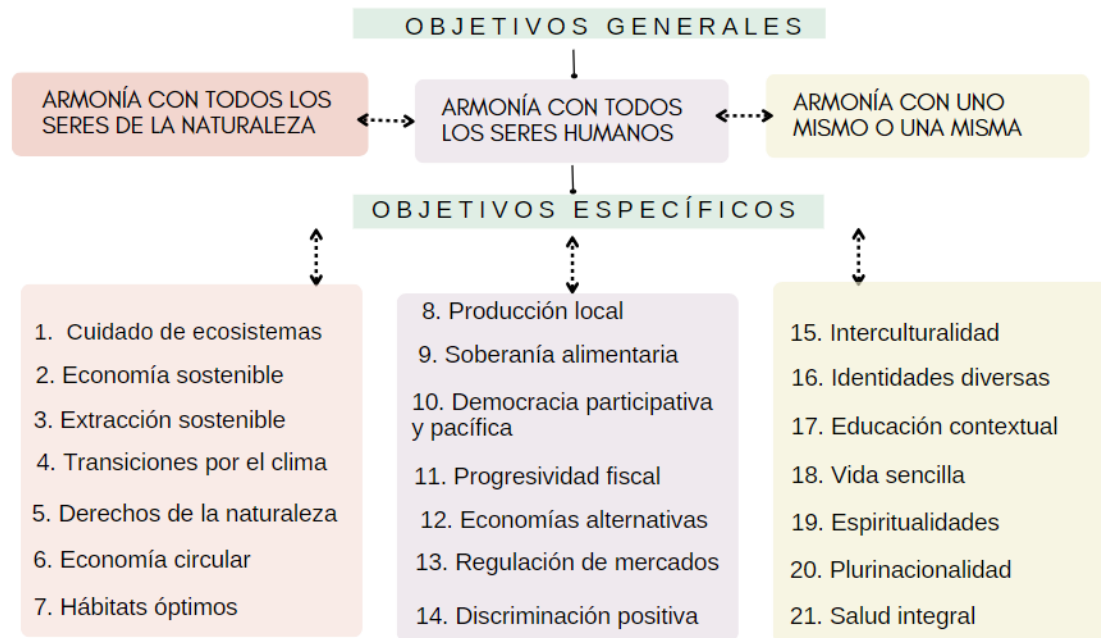 OBJETIVOS GENERALES
ARMONÍA CON TODOS LOS
SERES DE LA NATURALEZA
ARMONÍA CON TODOS
LOS SERES HUMANOS
ARMONÍA CON UNO
MISMO O UNA MISMA
OBJETIVOS ESPECÍFICOS
1. Cuidado de ecosistemas
2. Economía sostenible
3. Extracción sostenible
4. Transiciones por el clima
5. Derechos de la naturaleza
6. Economía circular
7. Hábitats óptimos
8. Producción local
9. Soberanía alimentaria
10. Democracia participativa
y pacífica
11. Progresividad fiscal
12. Economías alternativas
13. Regulación de mercados
14. Discriminación positiva
15. Interculturalidad
16. Identidades diversas
17. Educación contextual
18. Vida sencilla
19. Espiritualidades
20. Plurinacionalidad
21. Salud integral